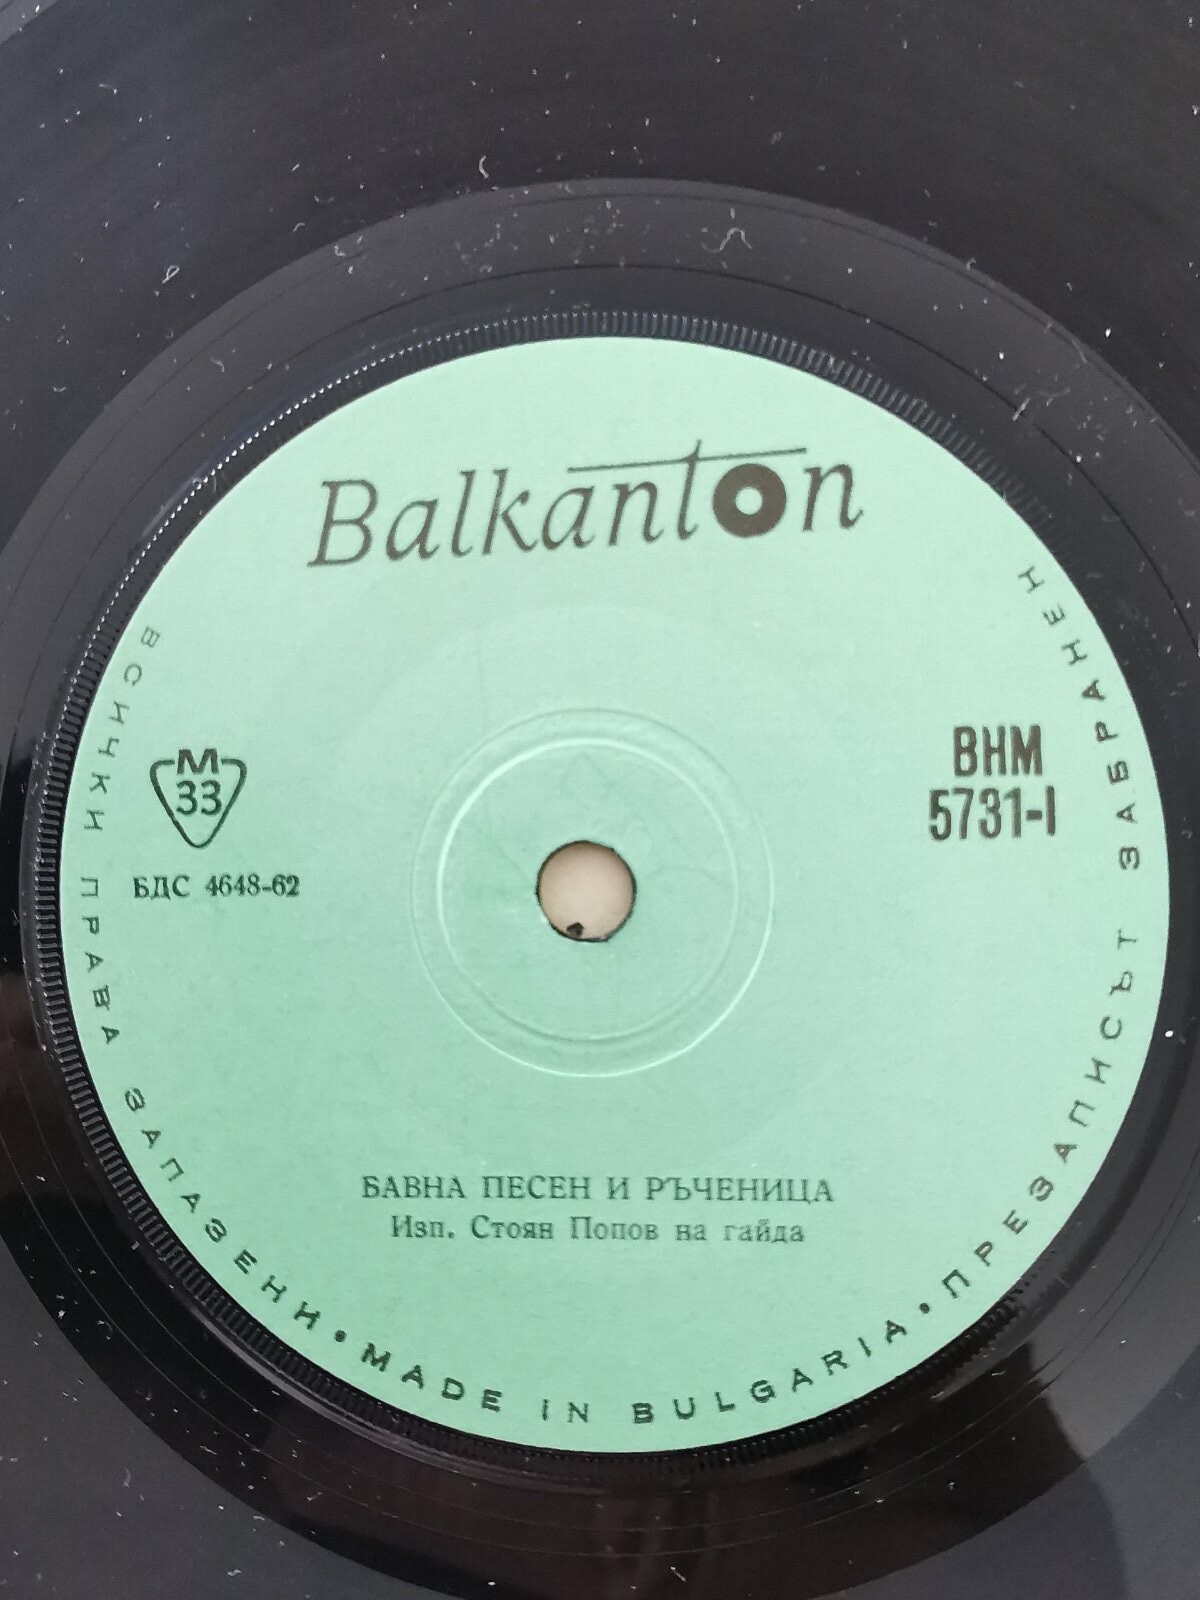 Balkanton
M
33
БДС 4648-62
ВНМ
5731-I
БАВНА ПЕСЕН И РЪЧЕНИЦА
Изп. Стоян Попов на гайда
ВСИЧКИ ПРАВА ЗАПАЗЕНИ • MADE IN BULGARIA • ПРЕЗАПИСЪТ ЗАБРАНЕН